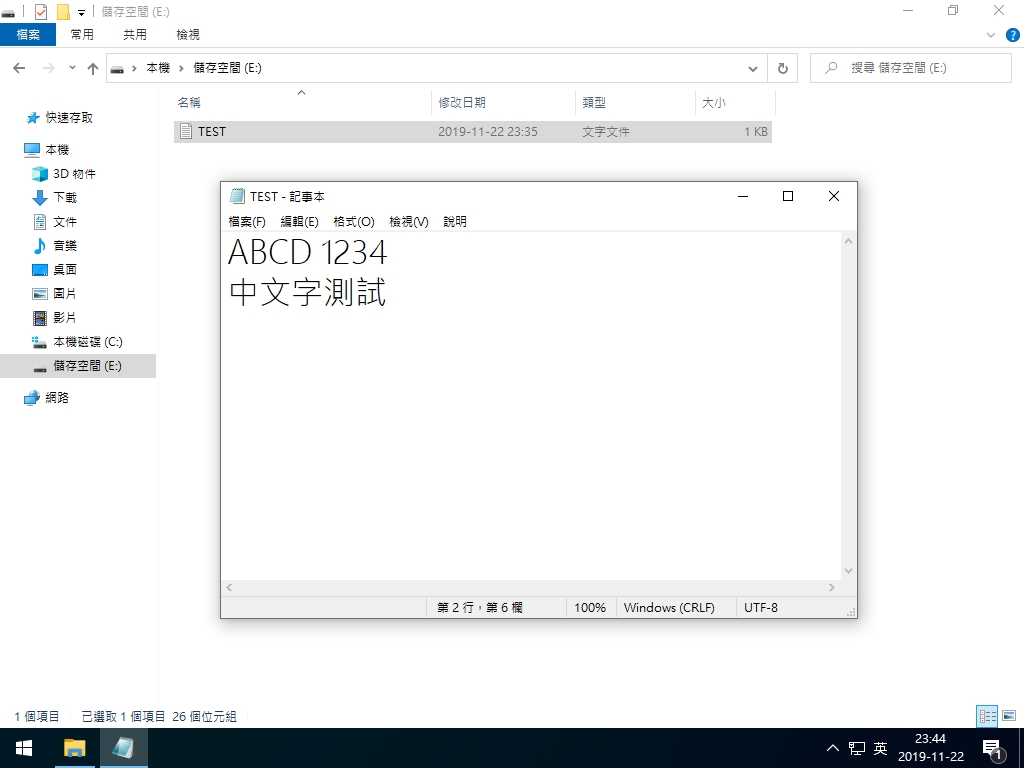 儲存空間 (E:)
檔案 常用 共用 檢視
本機 儲存空間 (E:) 搜尋 儲存空間 (E:)
名稱 修改日期 類型 大小
TEST 2019-11-22 23:35 文字文件 1 KB
快速存取
本機
3D 物件
下載
文件
音樂
桌面
圖片
影片
本機磁碟 (C:)
儲存空間 (E:)
網路
TEST - 記事本
檔案(F) 編輯(E) 格式(O) 檢視(V) 說明
ABCD 1234
中文字測試
第 2 行，第 6 欄 100% Windows (CRLF) UTF-8
1 個項目 已選取 1 個項目 26 個位元組
英 23:44
2019-11-22
1